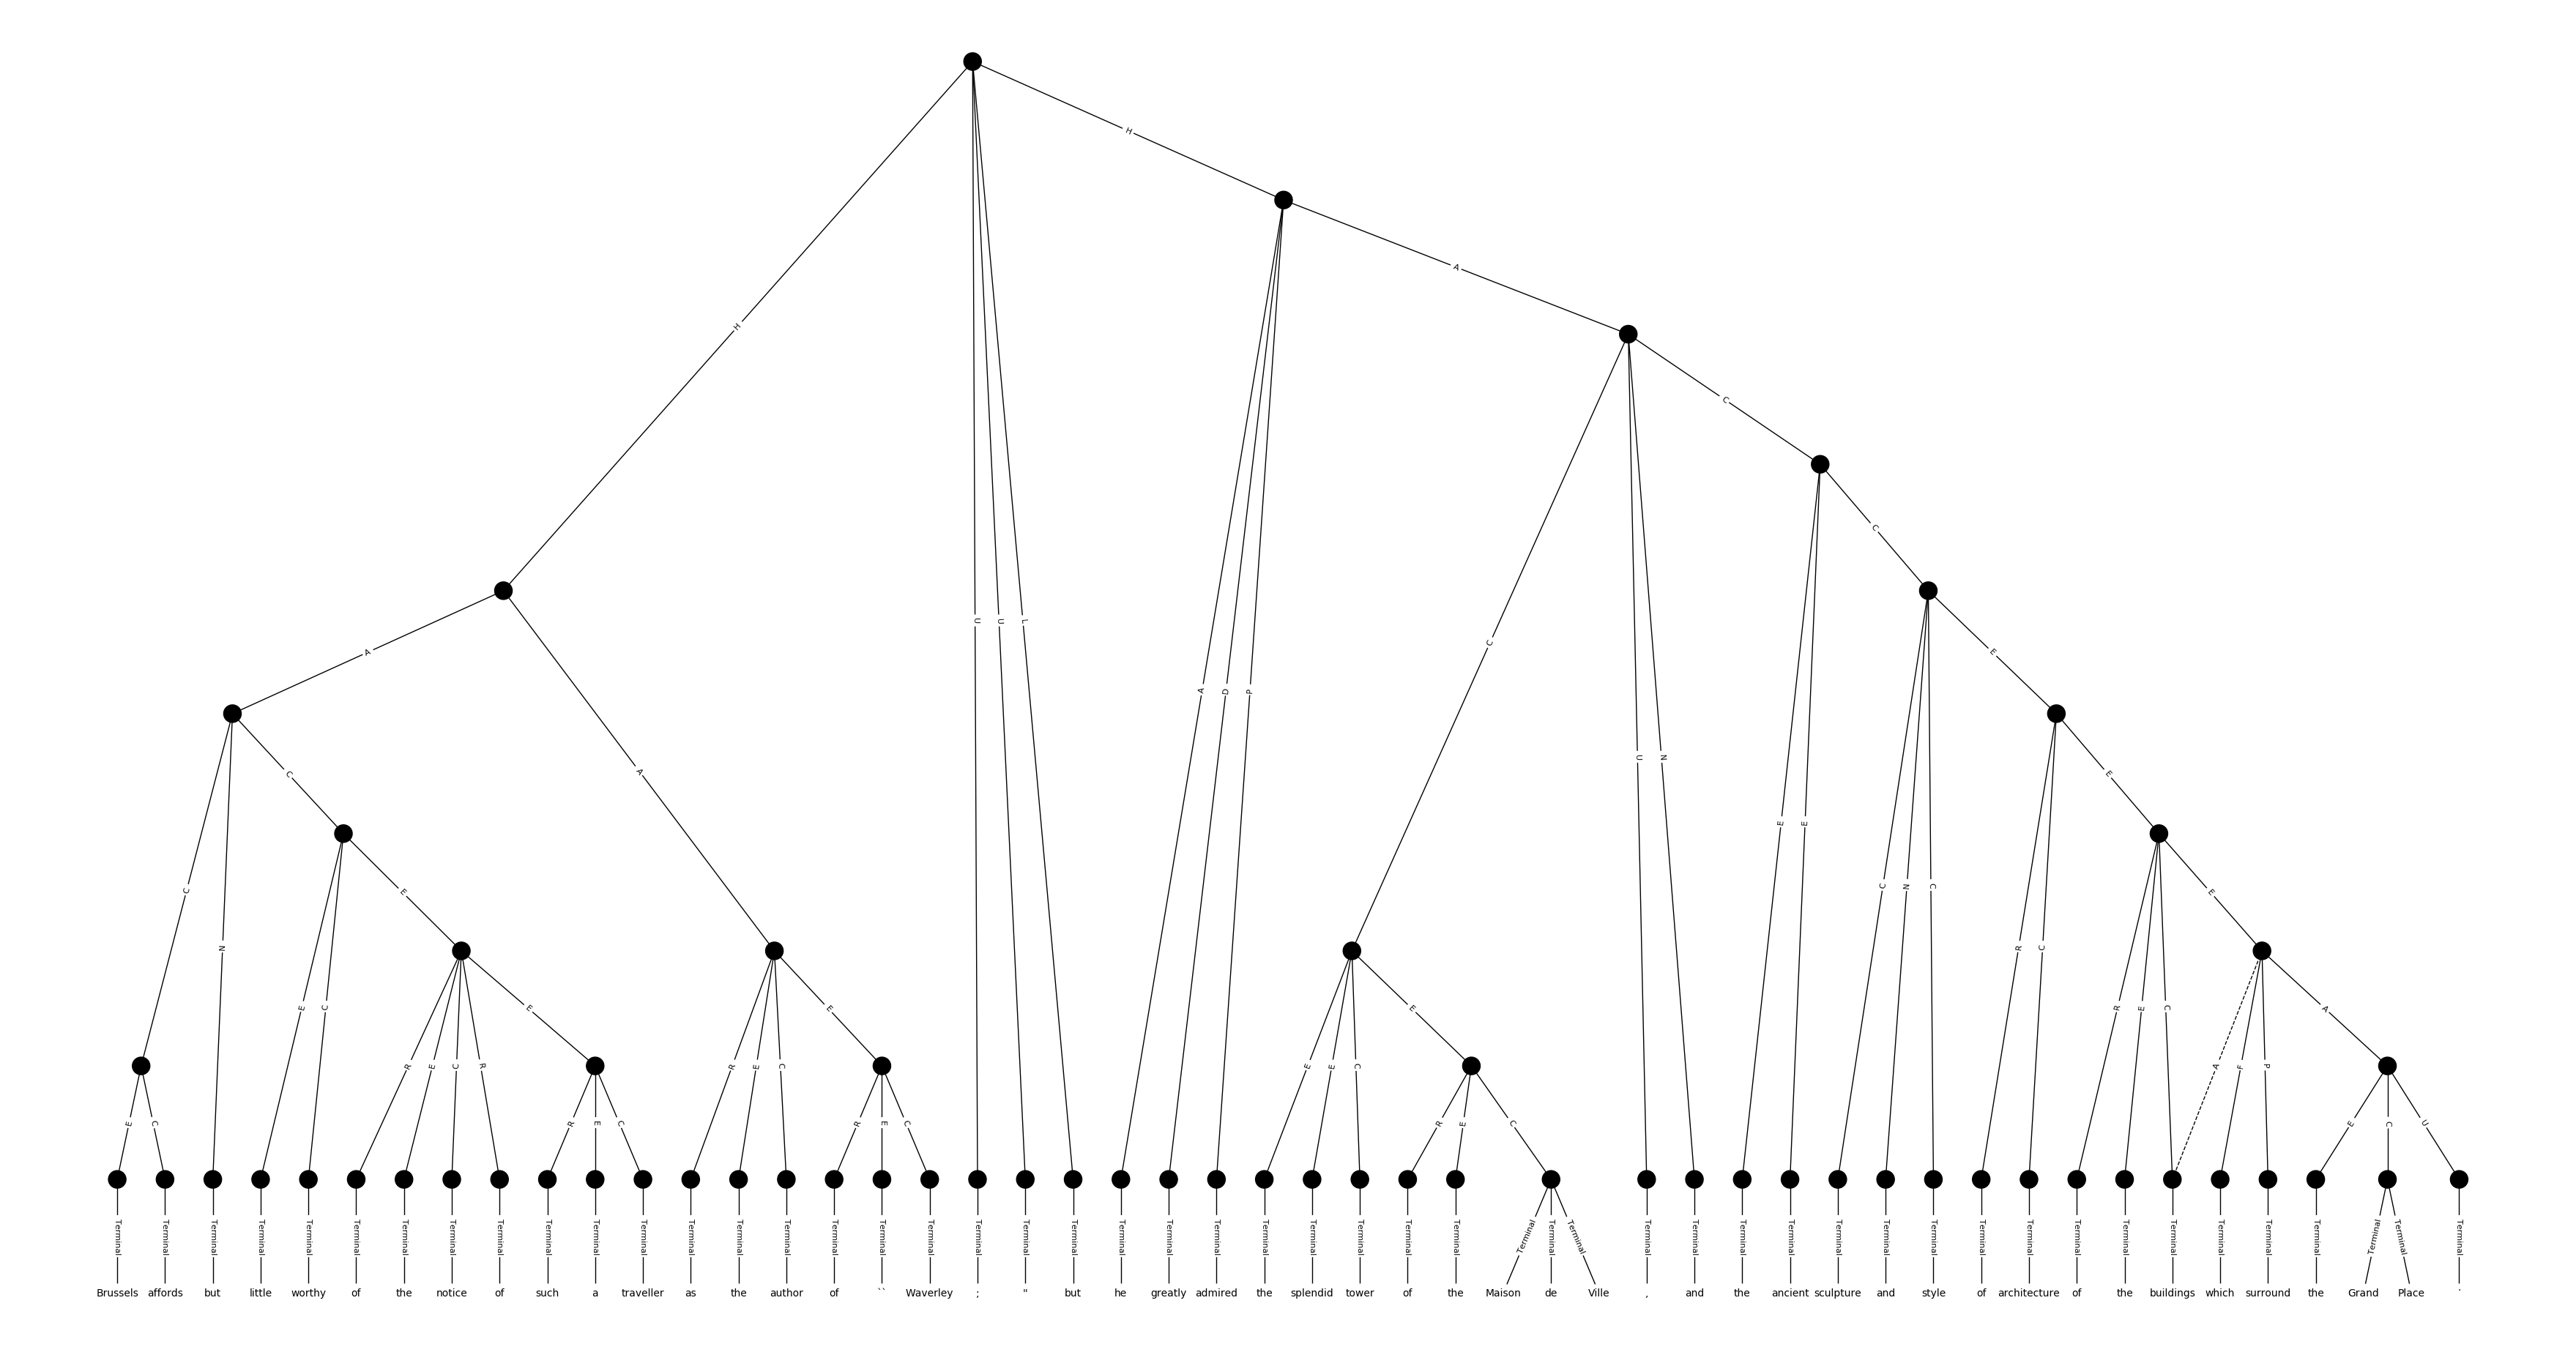 H
A
C
C
H
C
E
A
L
U
U
C
A
D
P
A
C
N
U
E
C
E
E
C
N
C
E
C
N
R
C
E
C
E
E
E
R
E
C
A
R
E
C
R
R
E
C
E
E
C
A
F
P
E
C
R
E
C
R
E
C
R
E
C
E
C
U
Terminal Terminal Terminal Terminal Terminal Terminal Terminal Terminal Terminal Terminal Terminal Terminal Terminal Terminal Terminal Terminal Terminal Terminal Terminal Terminal Terminal Terminal Terminal Terminal Terminal Terminal Terminal Terminal Terminal Terminal Terminal Terminal Terminal Terminal Terminal Terminal Terminal Terminal Terminal Terminal Terminal Terminal Terminal Terminal Terminal Terminal Terminal Terminal Terminal Terminal
Brussels affords but little worthy of the notice of such a traveller as the author of `` Waverley ; " but he greatly admired the splendid tower of the Maison de Ville , and the ancient sculpture and style of architecture of the buildings which surround the Grand Place .